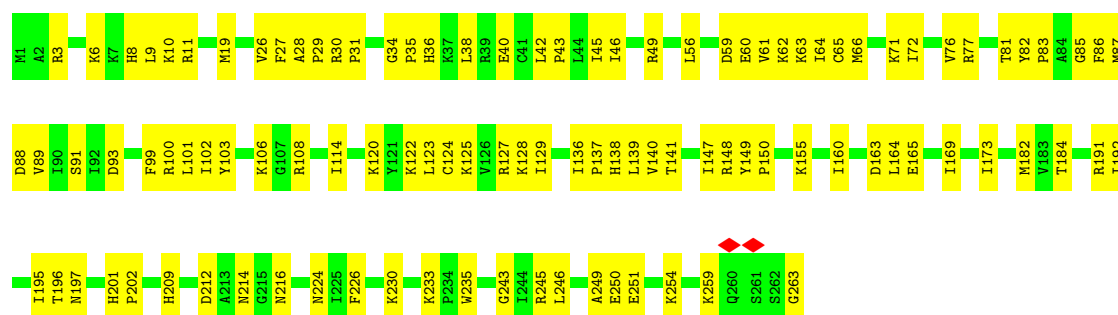 M1 A2 R3 K6 K7 H8 L9 K10 R11 M19 V26 F27 A28 P29 R30 P31 G34 P35 H36 K37 L38 R39 E40 C41 L42 P43 L44 I45 I46 R49 L56 D59 E60 V61 K62 K63 I64 C65 M66 K71 I72 V76 R77 T81 Y82 P83 A84 G85 F86 M87
D88 V89 I90 S91 I92 D93 F99 R100 L101 I102 Y103 K106 G107 R108 I114 K120 Y121 K122 L123 C124 K125 V126 R127 K128 I129 I136 P137 H138 L139 V140 T141 I147 R148 Y149 P150 K155 I160 D163 L164 E165 I169 I173 M182 V183 T184 R191
I195 T196 N197 H201 P202 H209 D212 A213 N214 G215 N216 N224 I225 F226 K230 K233 P234 W235 G243 I244 R245 L246 A249 E250 E251 K254 K259 Q260 S261 S262 G263